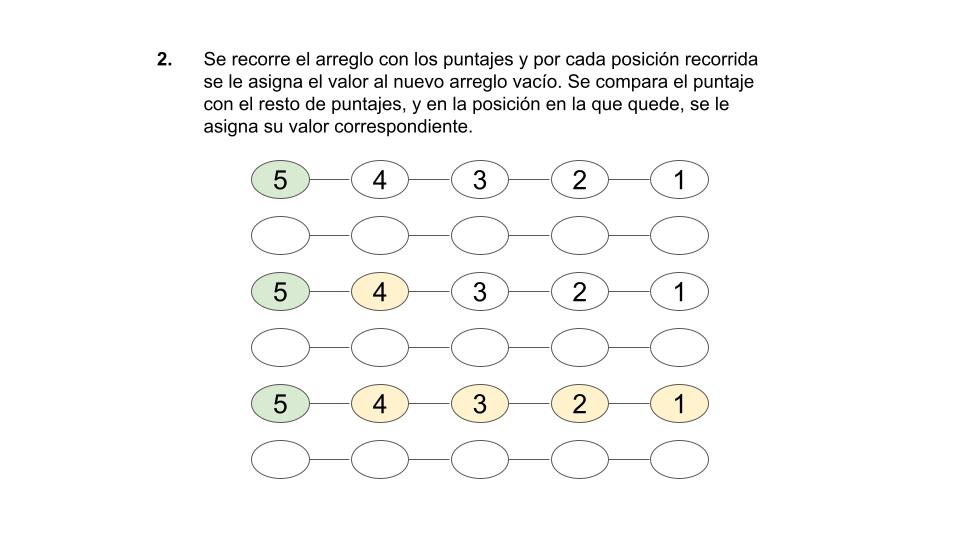 2. Se recorre el arreglo con los puntajes y por cada posición recorrida
se le asigna el valor al nuevo arreglo vacío. Se compara el puntaje
con el resto de puntajes, y en la posición en la que quede, se le
asigna su valor correspondiente.
5 4 3 2 1
5 4 3 2 1
5 4 3 2 1